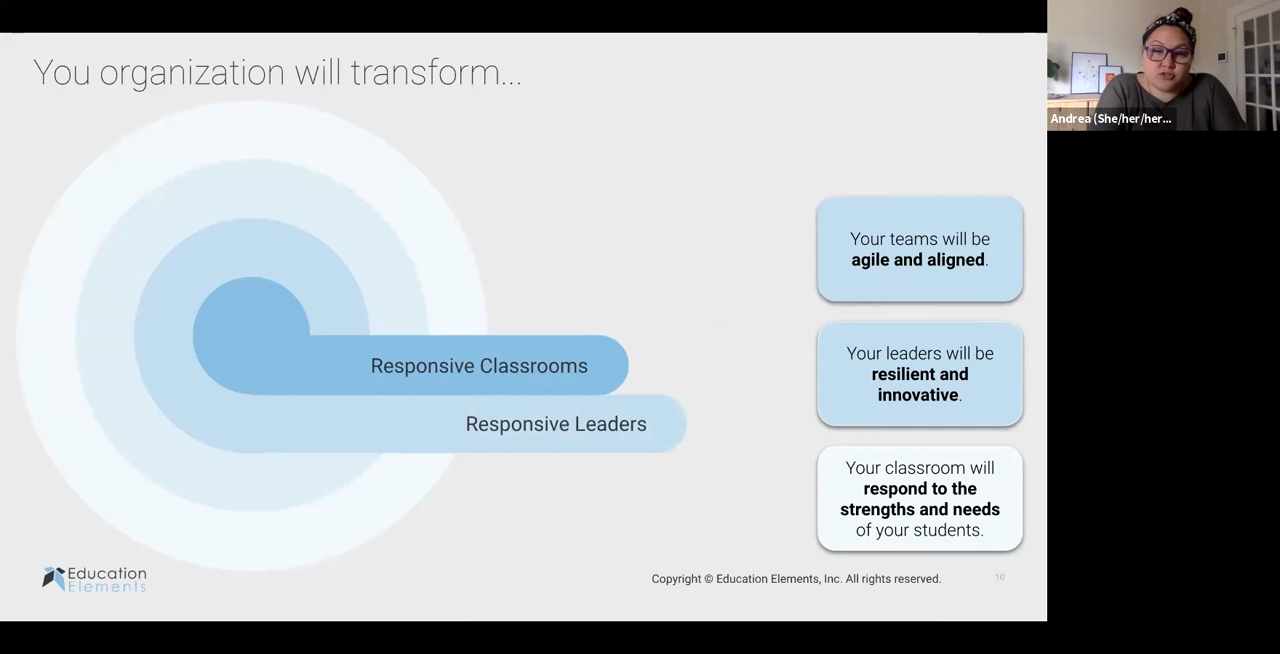 You organization will transform...
Andrea (She/her/her...
Your teams will be
agile and aligned.
Responsive Classrooms
Responsive Leaders
Your leaders will be
resilient and
innovative.
Your classroom will
respond to the
strengths and needs
of your students.
Education
Elements
Copyright © Education Elements, Inc. All rights reserved.
10